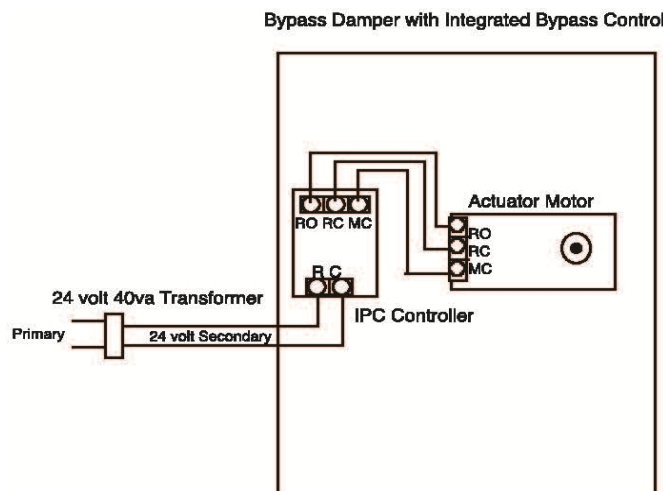 Bypass Damper with Integrated Bypass Control
RO RC MC
Actuator Motor
RO
RC
MC
R C
24 volt 40va Transformer
IPC Controller
Primary
24 volt Secondary